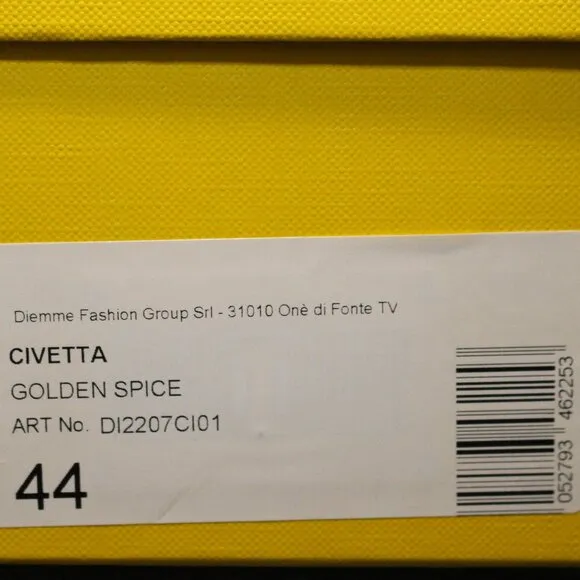 Diemme Fashion Group Srl - 31010 Onè di Fonte TV
CIVETTA
GOLDEN SPICE
ART No. DI2207CI01
44
052793 462253